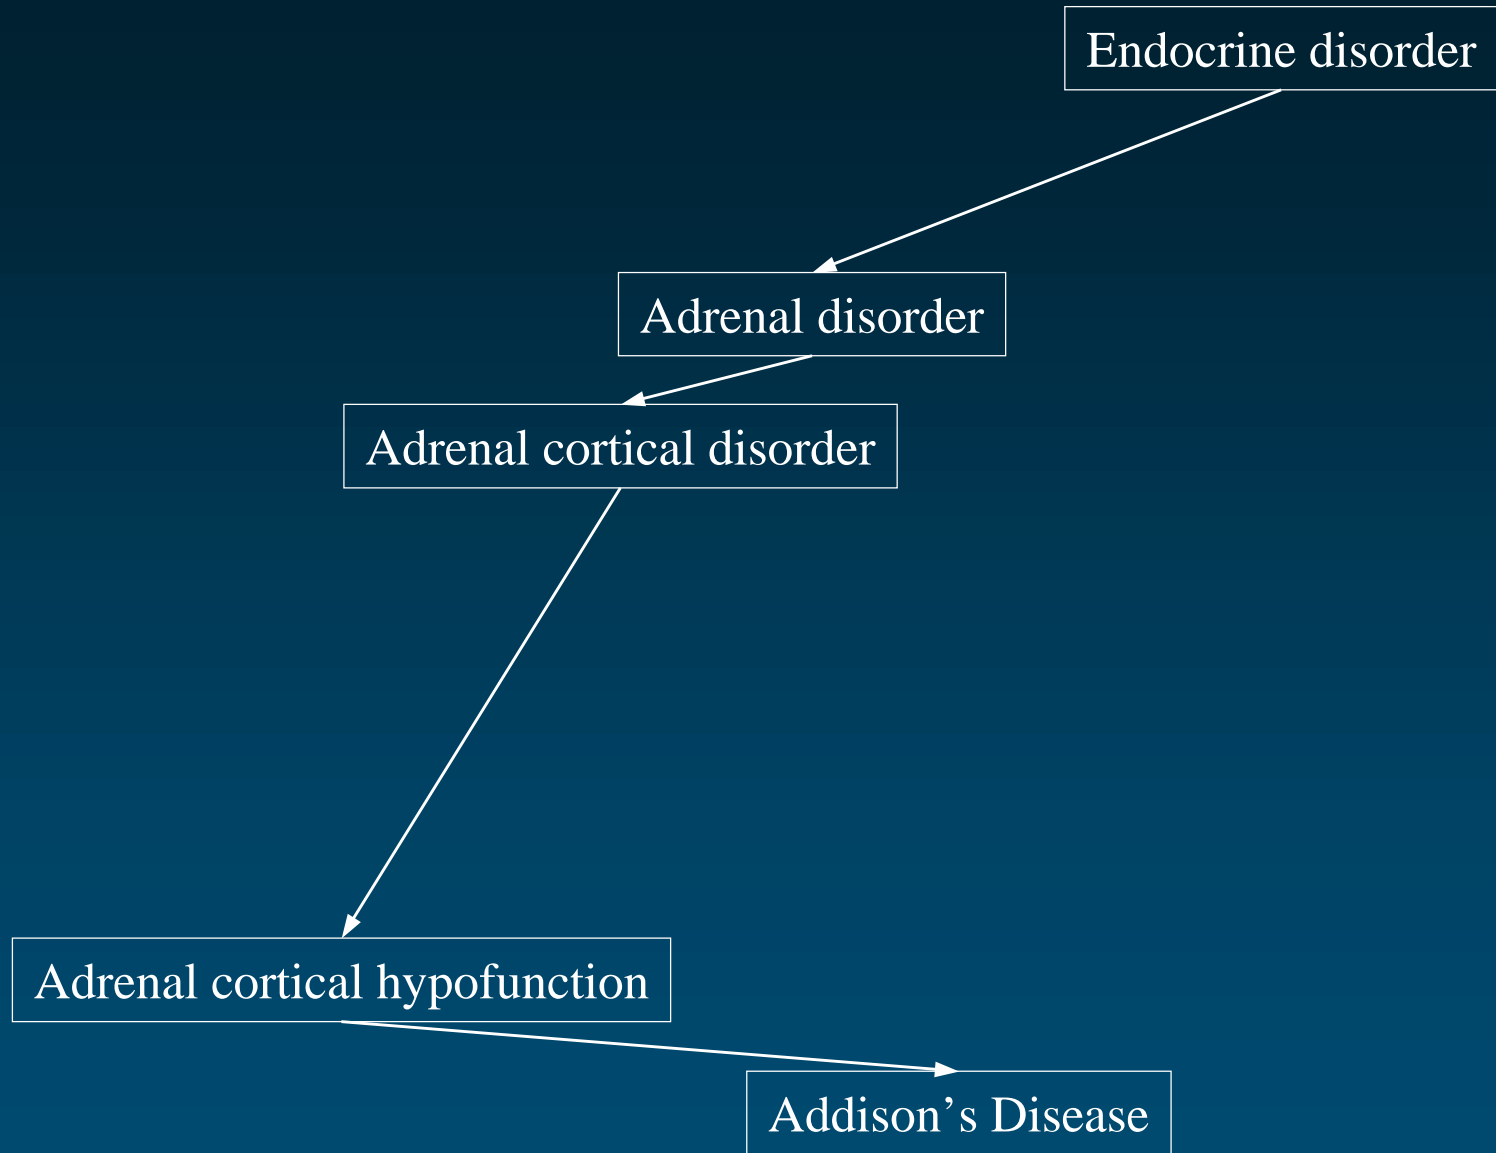 Endocrine disorder
Adrenal disorder
Adrenal cortical disorder
Adrenal cortical hypofunction
Addison’s Disease